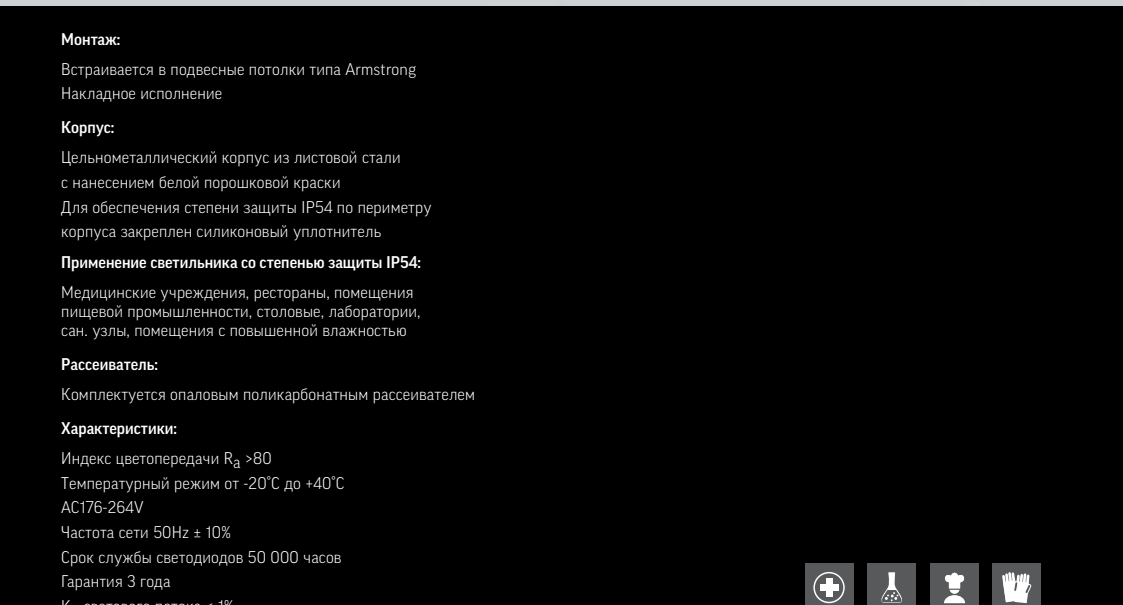 Монтаж:
Встраивается в подвесные потолки типа Armstrong
Накладное исполнение
Корпус:
Цельнометаллический корпус из листовой стали
с нанесением белой порошковой краски
Для обеспечения степени защиты IP54 по периметру
корпуса закреплен силиконовый уплотнитель
Применение светильника со степенью защиты IP54:
Медицинские учреждения, рестораны, помещения
пищевой промышленности, столовые, лаборатории,
сан. узлы, помещения с повышенной влажностью
Рассеиватель:
Комплектуется опаловым поликарбонатным рассеивателем
Характеристики:
Индекс цветопередачи Ra >80
Температурный режим от -20˚C до +40˚C
AC176-264V
Частота сети 50Hz ± 10%
Срок службы светодиодов 50 000 часов
Гарантия 3 года
светового потока < 1%